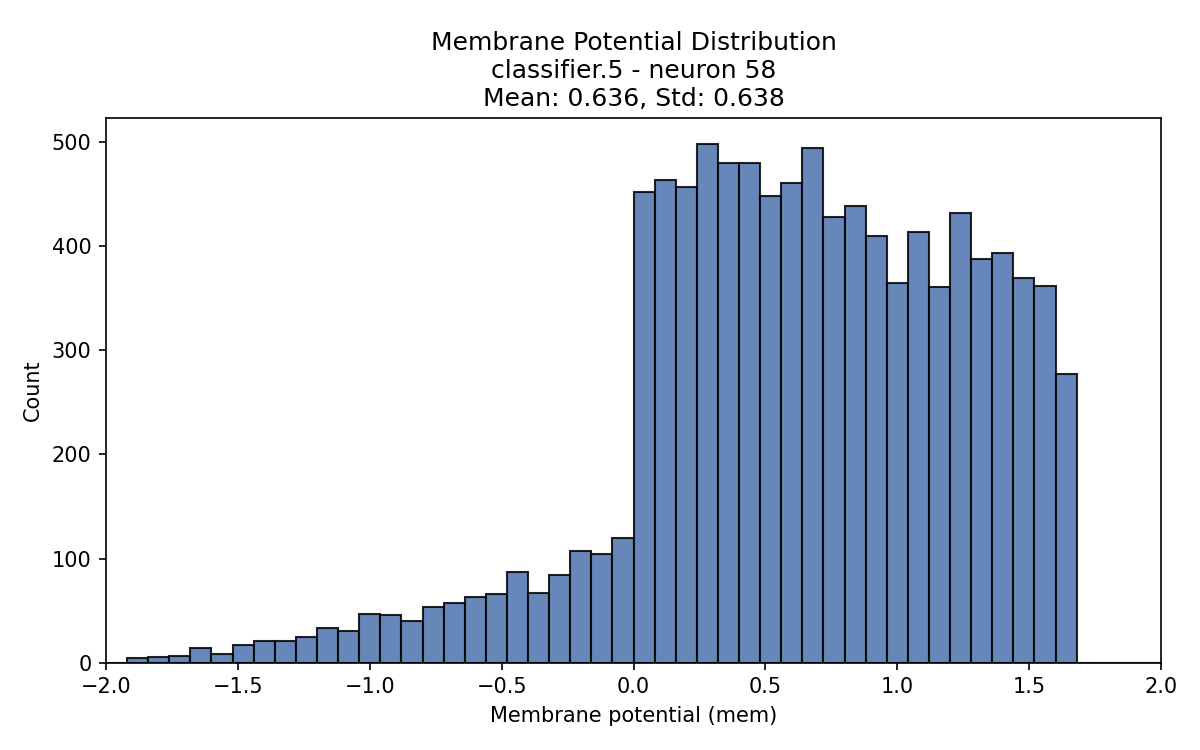 Membrane Potential Distribution
classifier.5 - neuron 58
Mean: 0.636, Std: 0.638
500
400
300
200
100
0
Count
−2.0 −1.5 −1.0 −0.5 0.0 0.5 1.0 1.5 2.0
Membrane potential (mem)